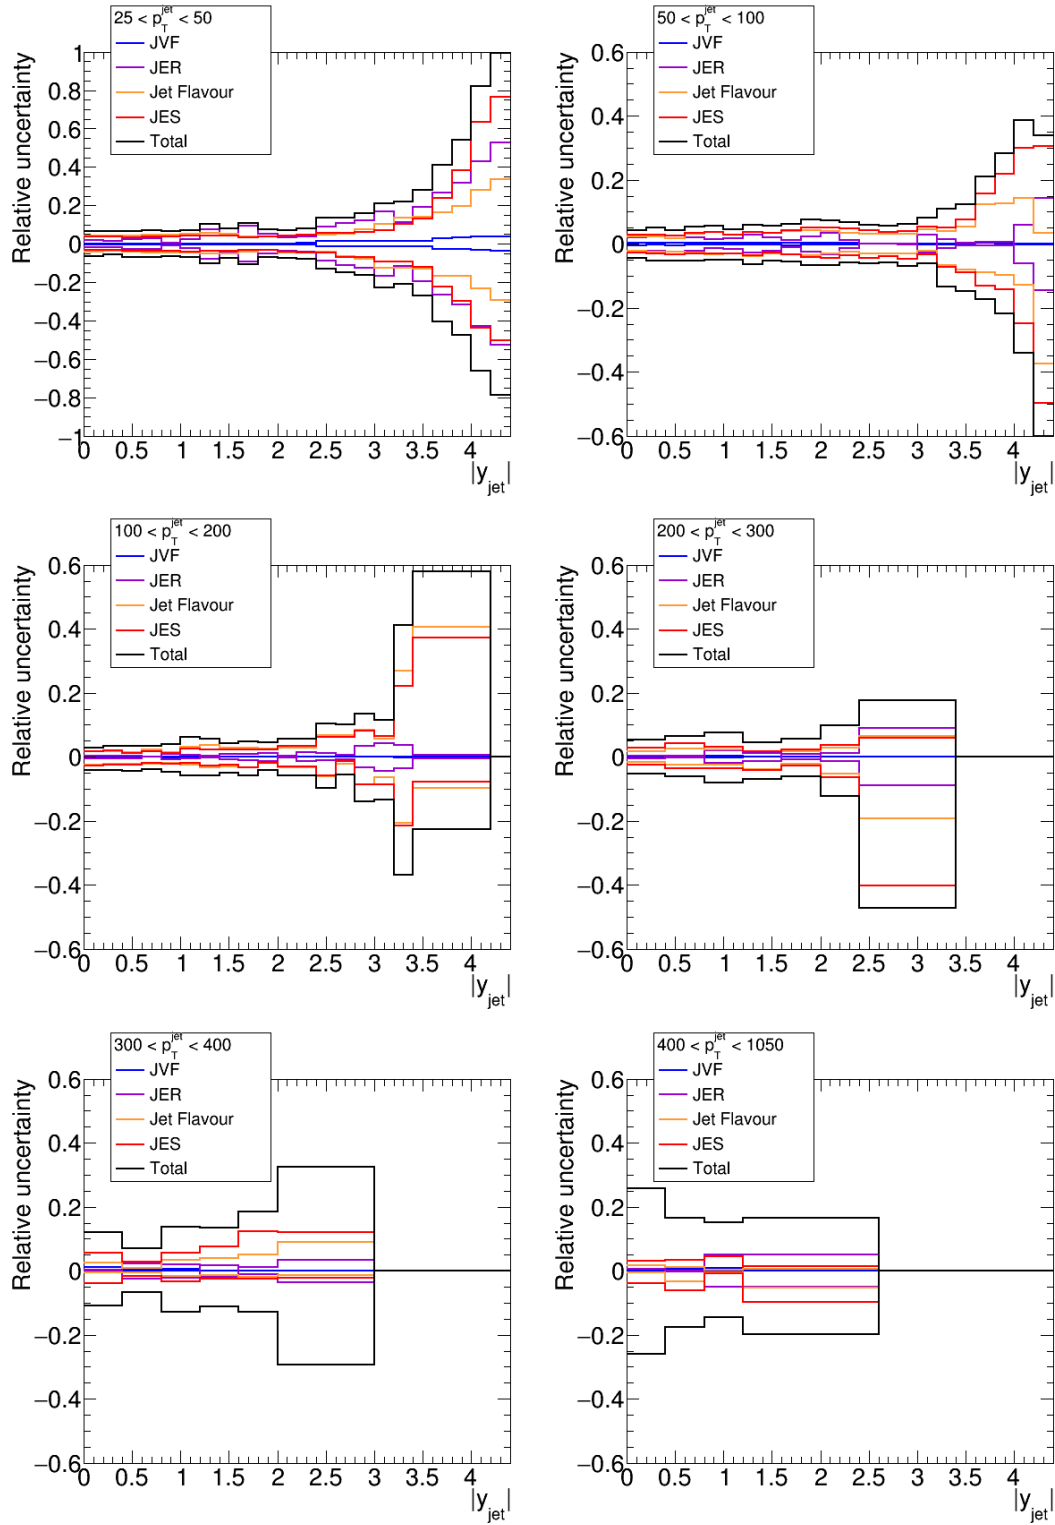 25 < p_T^jet < 50
JVF
JER
Jet Flavour
JES
Total
Relative uncertainty
1
0.8
0.6
0.4
0.2
0
−0.2
−0.4
−0.6
−0.8
−1
0 0.5 1 1.5 2 2.5 3 3.5 4
|y_jet|
50 < p_T^jet < 100
JVF
JER
Jet Flavour
JES
Total
Relative uncertainty
0.6
0.4
0.2
0
−0.2
−0.4
−0.6
0 0.5 1 1.5 2 2.5 3 3.5 4
|y_jet|
100 < p_T^jet < 200
JVF
JER
Jet Flavour
JES
Total
Relative uncertainty
0.6
0.4
0.2
0
−0.2
−0.4
−0.6
0 0.5 1 1.5 2 2.5 3 3.5 4
|y_jet|
200 < p_T^jet < 300
JVF
JER
Jet Flavour
JES
Total
Relative uncertainty
0.6
0.4
0.2
0
−0.2
−0.4
−0.6
0 0.5 1 1.5 2 2.5 3 3.5 4
|y_jet|
300 < p_T^jet < 400
JVF
JER
Jet Flavour
JES
Total
Relative uncertainty
0.6
0.4
0.2
0
−0.2
−0.4
−0.6
0 0.5 1 1.5 2 2.5 3 3.5 4
|y_jet|
400 < p_T^jet < 1050
JVF
JER
Jet Flavour
JES
Total
Relative uncertainty
0.6
0.4
0.2
0
−0.2
−0.4
−0.6
0 0.5 1 1.5 2 2.5 3 3.5 4
|y_jet|